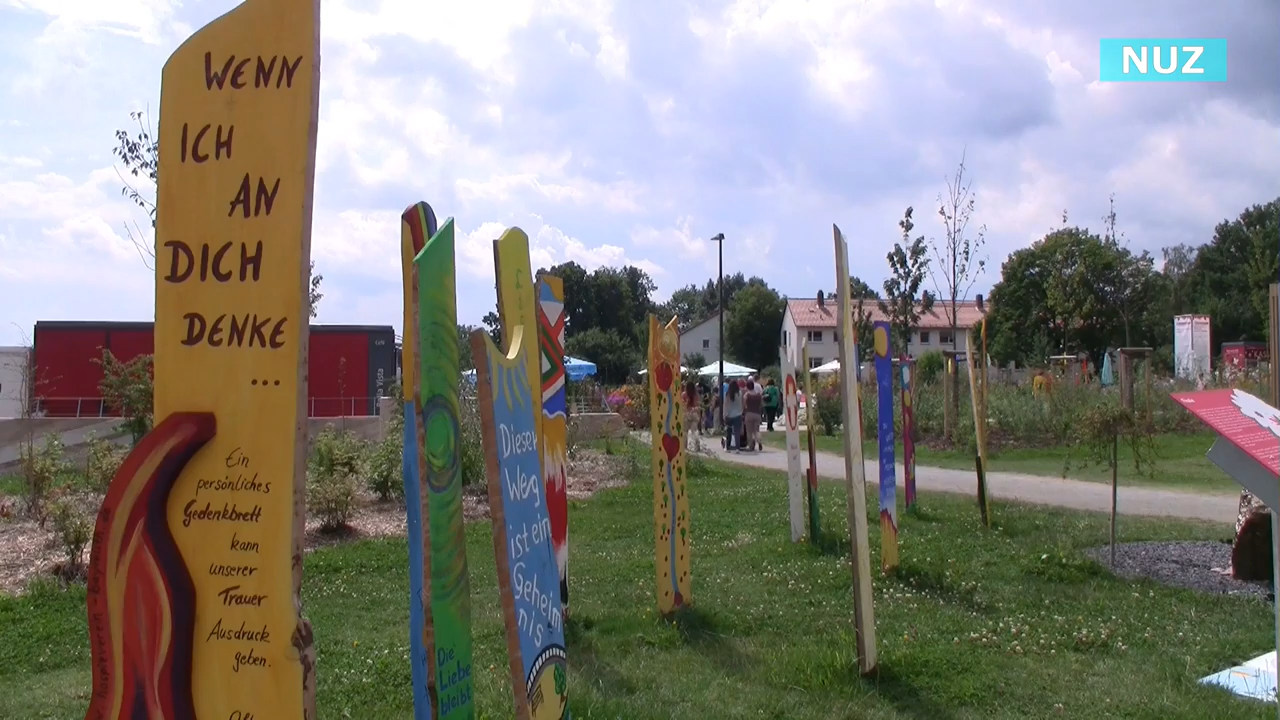 NUZ
WENN
ICH
AN
DICH
DENKE
...
Ein
persönliches
Gedenkbrett
kann
unserer
Trauer
Ausdruck
geben.
Die
Liebe
bleibt
Dieser
Weg
ist ein
Geheim
nis